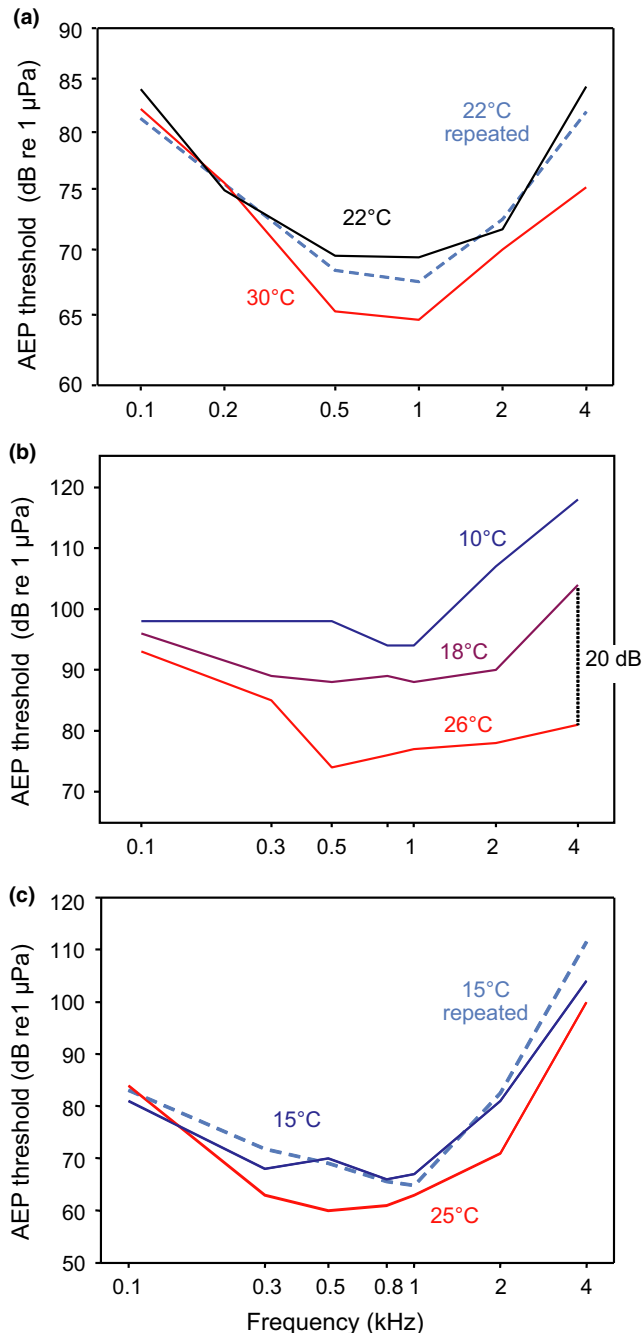 (a)
90
85
80
75
70
65
60
AEP threshold (dB re 1 µPa)
22°C
repeated
22°C
30°C
0.1 0.2 0.5 1 2 4
(b)
120
110
100
90
80
70
AEP threshold (dB re 1 µPa)
10°C
18°C
20 dB
26°C
0.1 0.3 0.5 1 2 4
(c)
120
110
100
90
80
70
60
50
AEP threshold (dB re1 µPa)
15°C
repeated
15°C
25°C
0.1 0.3 0.5 0.8 1 2 4
Frequency (kHz)